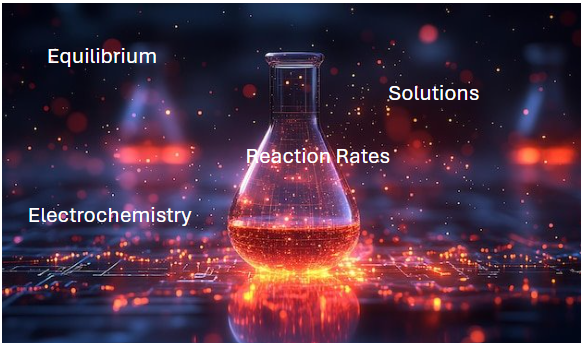 Equilibrium
Solutions
Reaction Rates
Electrochemistry